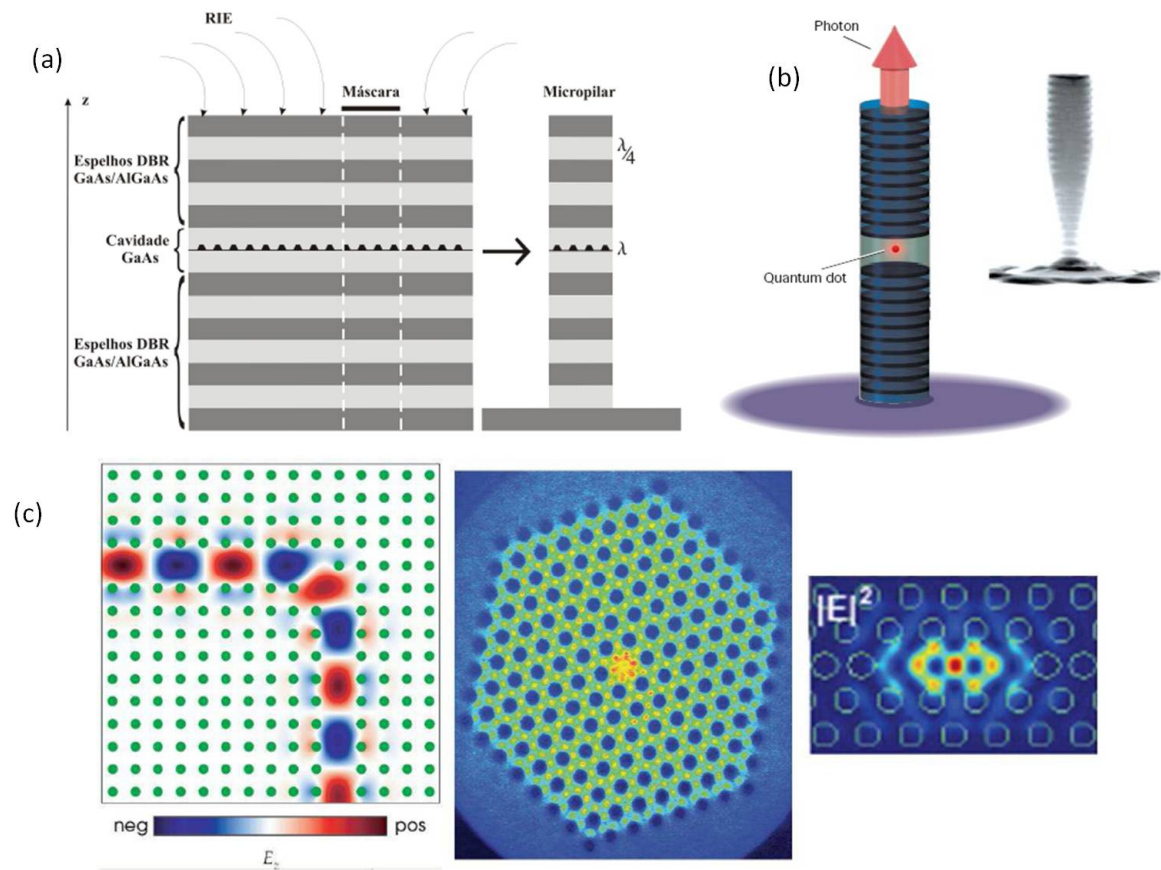 (a)
RIE
z
Máscara
Micropilar
Espelhos DBR
GaAs/AlGaAs
λ/4
Cavidade
GaAs
λ
Espelhos DBR
GaAs/AlGaAs
(b)
Photon
Quantum dot
(c)
|E|²
neg
pos
E_z